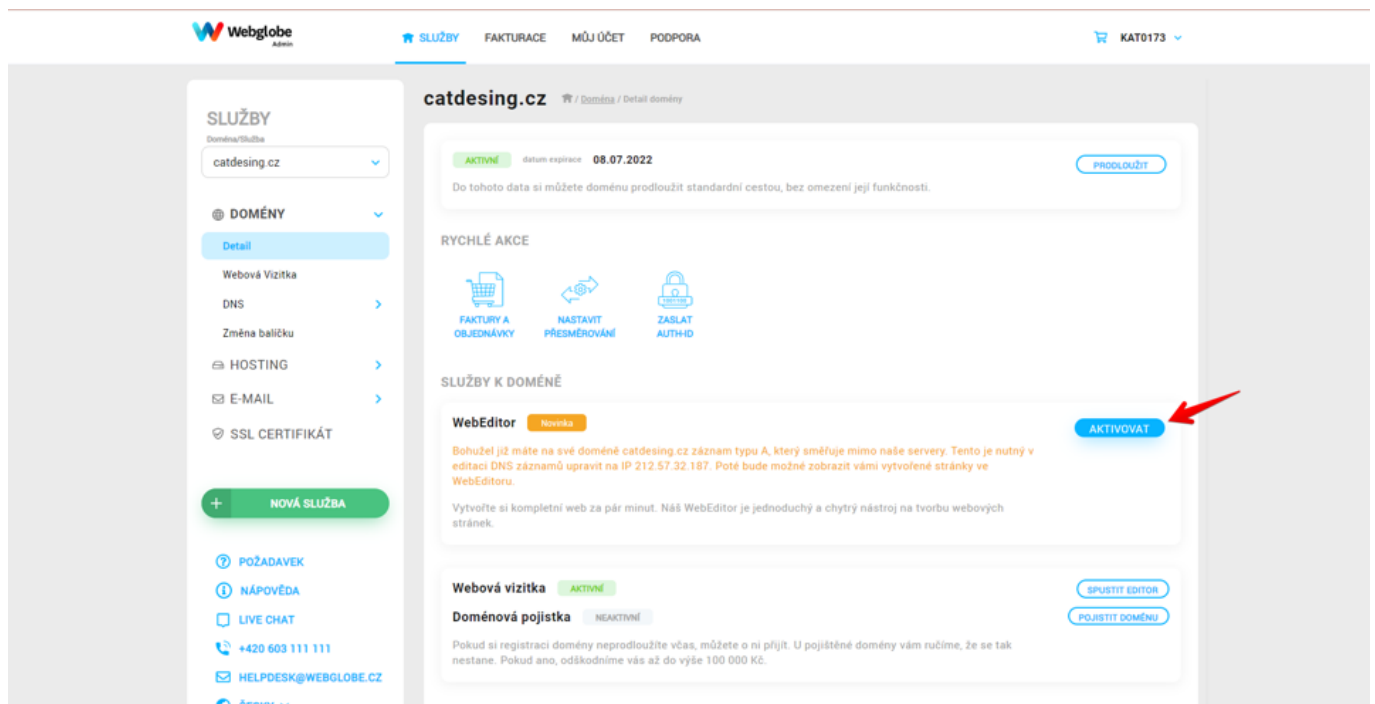 Webglobe
Admin
SLUŽBY
FAKTURACE
MŮJ ÚČET
PODPORA
KAT0173
SLUŽBY
Doména/Služba
catdesing.cz
DOMÉNY
Detail
Webová Vizitka
DNS
Změna balíčku
HOSTING
E-MAIL
SSL CERTIFIKÁT
+ NOVÁ SLUŽBA
POŽADAVEK
NÁPOVĚDA
LIVE CHAT
+420 603 111 111
HELPDESK@WEBGLOBE.CZ
catdesing.cz
/ Doména / Detail domény
AKTIVNÍ datum expirace 08.07.2022
PRODLOUŽIT
Do tohoto data si můžete doménu prodloužit standardní cestou, bez omezení její funkčnosti.
RYCHLÉ AKCE
FAKTURY A
OBJEDNÁVKY
NASTAVIT
PŘESMĚROVÁNÍ
ZASLAT
AUTH-ID
SLUŽBY K DOMÉNĚ
WebEditor Novinka
AKTIVOVAT
Bohužel již máte na své doméně catdesing.cz záznam typu A, který směřuje mimo naše servery. Tento je nutný v
editaci DNS záznamů upravit na IP 212.57.32.187. Poté bude možné zobrazit vámi vytvořené stránky ve
WebEditoru.
Vytvořte si kompletní web za pár minut. Náš WebEditor je jednoduchý a chytrý nástroj na tvorbu webových
stránek.
Webová vizitka AKTIVNÍ
SPUSTIT EDITOR
Doménová pojistka NEAKTIVNÍ
POJISTIT DOMÉNU
Pokud si registraci domény neprodloužíte včas, můžete o ni přijít. U pojištěné domény vám ručíme, že se tak
nestane. Pokud ano, odškodníme vás až do výše 100 000 Kč.